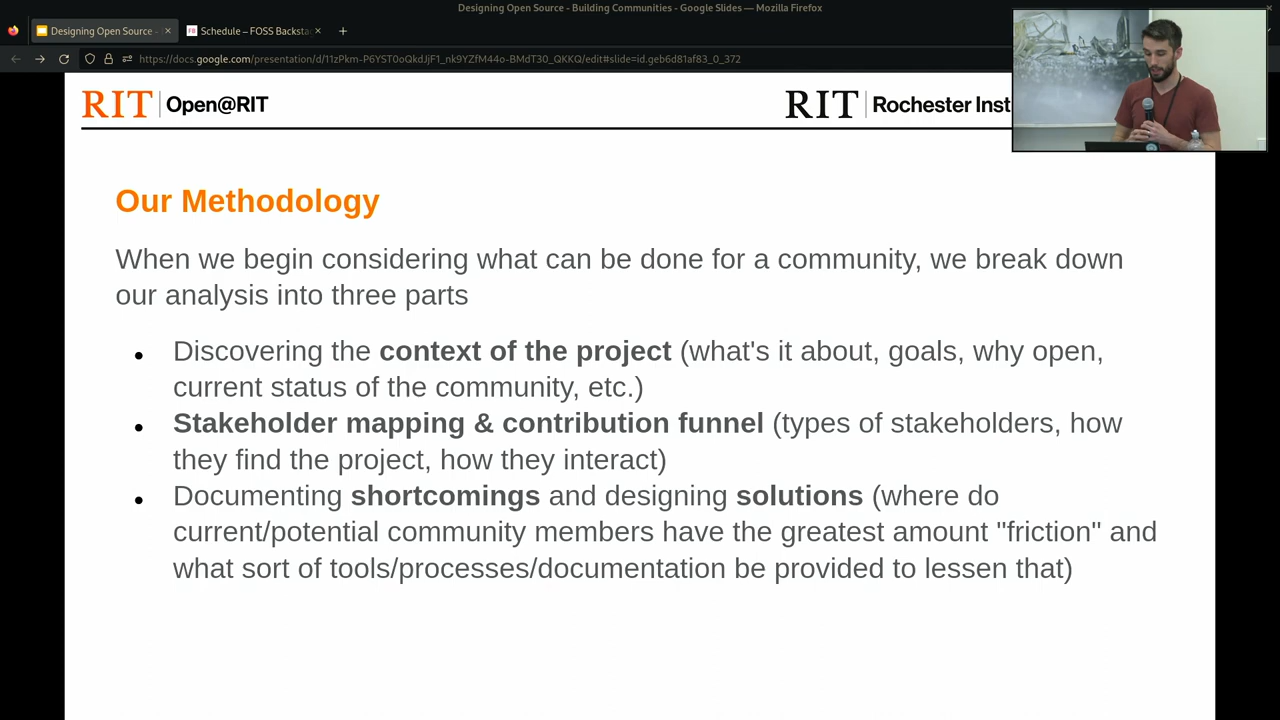 Designing Open Source - Building Communities - Google Slides — Mozilla Firefox
Designing Open Source -
Schedule – FOSS Backsta
https://docs.google.com/presentation/d/11zPkm-P6YST0oQkdJjF1_nk9YZfM44o-BMdT30_QKKQ/edit#slide=id.geb6d81af83_0_372
RIT Open@RIT
RIT Rochester Inst
Our Methodology
When we begin considering what can be done for a community, we break down
our analysis into three parts
● Discovering the context of the project (what's it about, goals, why open,
current status of the community, etc.)
● Stakeholder mapping & contribution funnel (types of stakeholders, how
they find the project, how they interact)
● Documenting shortcomings and designing solutions (where do
current/potential community members have the greatest amount "friction" and
what sort of tools/processes/documentation be provided to lessen that)